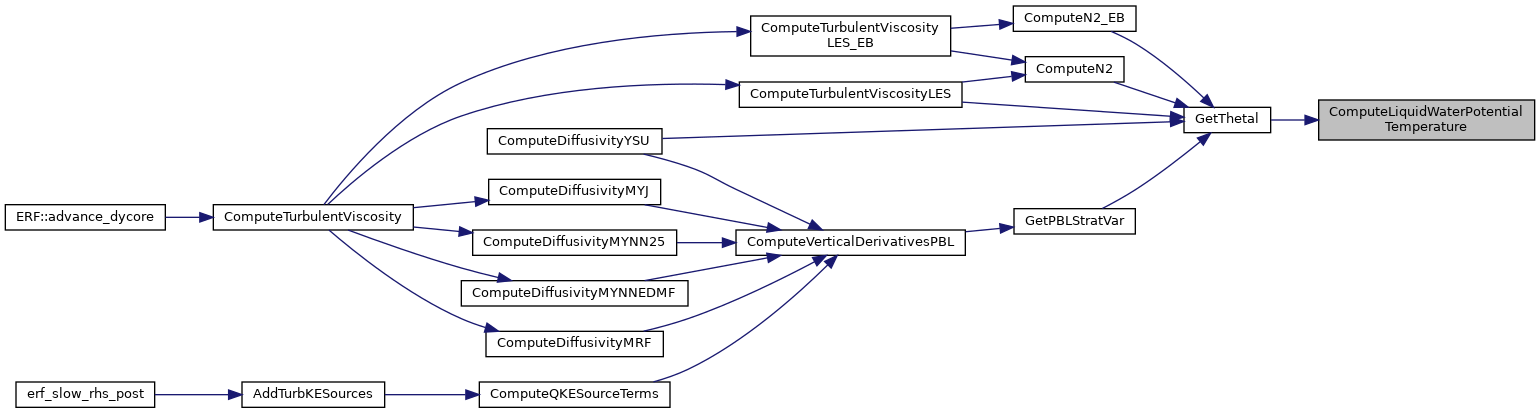 ComputeN2_EB
ComputeTurbulentViscosity
LES_EB
ComputeN2
ComputeTurbulentViscosityLES
ComputeLiquidWaterPotential
Temperature
GetThetal
ComputeDiffusivityYSU
ComputeDiffusivityMYJ
ERF::advance_dycore
ComputeTurbulentViscosity
GetPBLStratVar
ComputeDiffusivityMYNN25
ComputeVerticalDerivativesPBL
ComputeDiffusivityMYNNEDMF
ComputeDiffusivityMRF
erf_slow_rhs_post
AddTurbKESources
ComputeQKESourceTerms